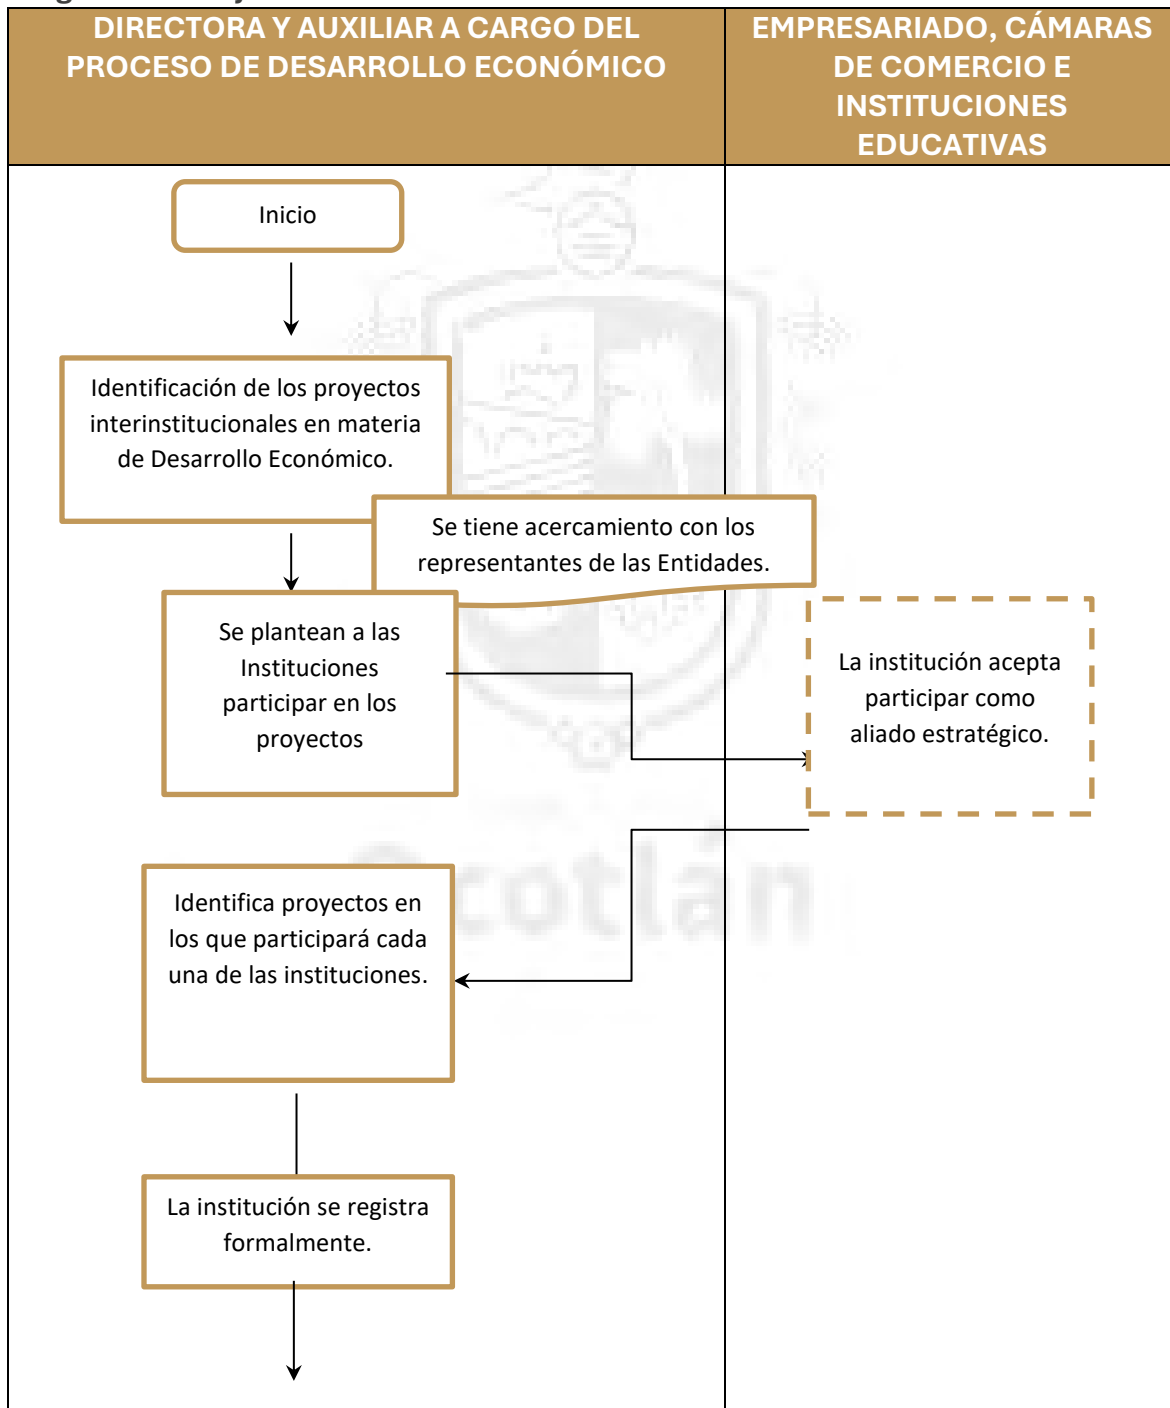 DIRECTORA Y AUXILIAR A CARGO DEL
PROCESO DE DESARROLLO ECONÓMICO
EMPRESARIADO, CÁMARAS
DE COMERCIO E
INSTITUCIONES
EDUCATIVAS
Inicio
Identificación de los proyectos
interinstitucionales en materia
de Desarrollo Económico.
Se tiene acercamiento con los
representantes de las Entidades.
Se plantean a las
Instituciones
participar en los
proyectos
La institución acepta
participar como
aliado estratégico.
Ocotlán
Identifica proyectos en
los que participará cada
una de las instituciones.
La institución se registra
formalmente.